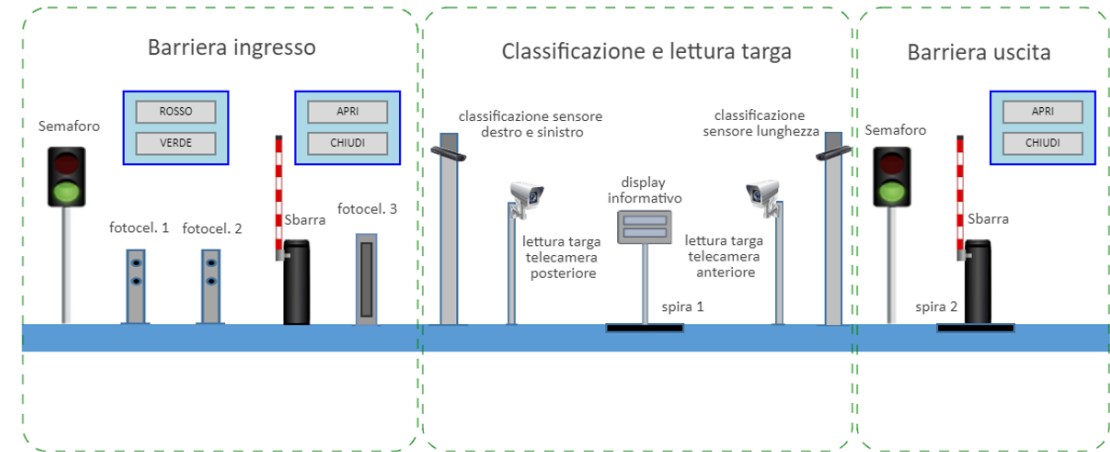 Barriera ingresso
Semaforo
ROSSO
VERDE
APRI
CHIUDI
fotocel. 1
fotocel. 2
Sbarra
fotocel. 3
Classificazione e lettura targa
classificazione sensore
destro e sinistro
classificazione
sensore lunghezza
display
informativo
lettura targa
telecamera
posteriore
lettura targa
telecamera
anteriore
spira 1
Barriera uscita
Semaforo
APRI
CHIUDI
Sbarra
spira 2